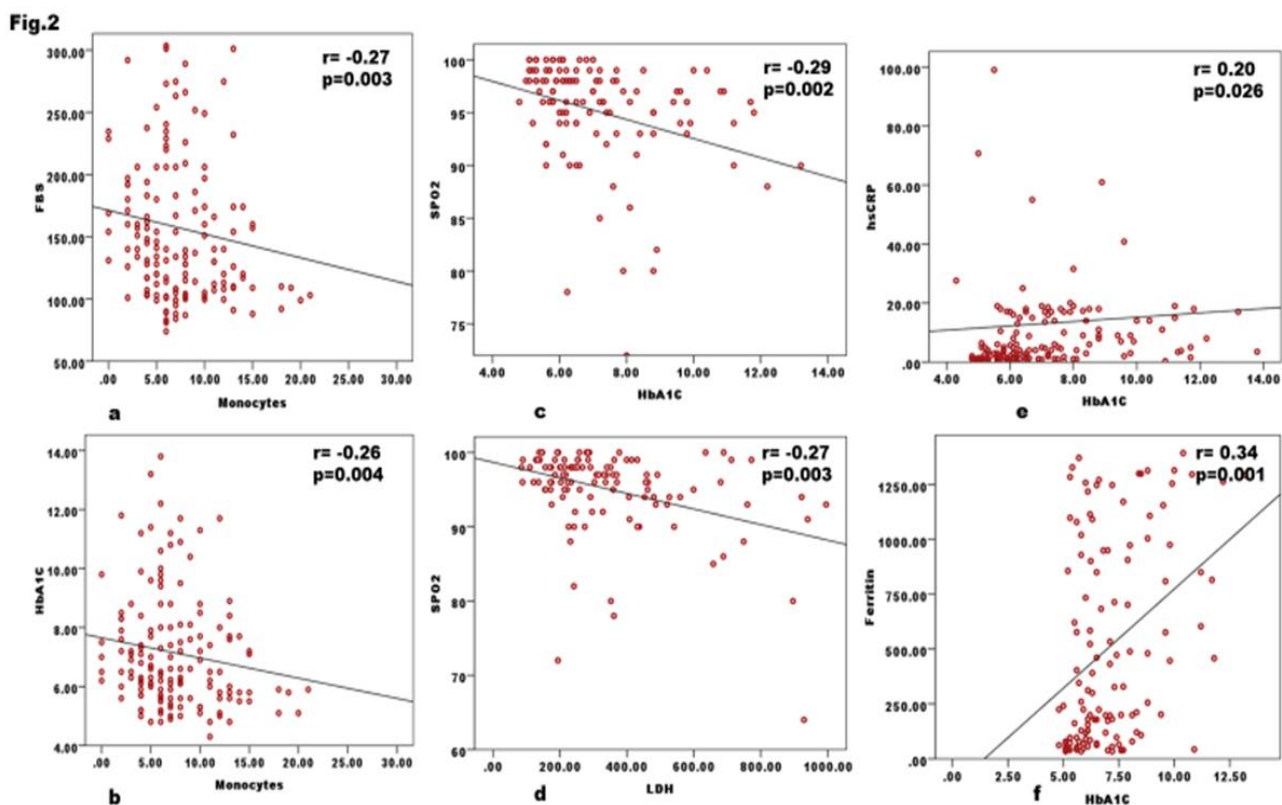 Fig.2
r= -0.27
p=0.003
FBS
300.00
250.00
200.00
150.00
100.00
50.00
.00 5.00 10.00 15.00 20.00 25.00 30.00
Monocytes
a
r= -0.29
p=0.002
SPO2
100
95
90
85
80
75
4.00 6.00 8.00 10.00 12.00 14.00
HbA1C
c
r= 0.20
p=0.026
hsCRP
100.00
80.00
60.00
40.00
20.00
.00
4.00 6.00 8.00 10.00 12.00 14.00
HbA1C
e
r= -0.26
p=0.004
HbA1C
14.00
12.00
10.00
8.00
6.00
4.00
.00 5.00 10.00 15.00 20.00 25.00 30.00
Monocytes
b
r= -0.27
p=0.003
SPO2
100
90
80
70
60
.00 200.00 400.00 600.00 800.00 1000.00
LDH
d
r= 0.34
p=0.001
Ferritin
1250.00
1000.00
750.00
500.00
250.00
.00
.00 2.50 5.00 7.50 10.00 12.50
HbA1C
f